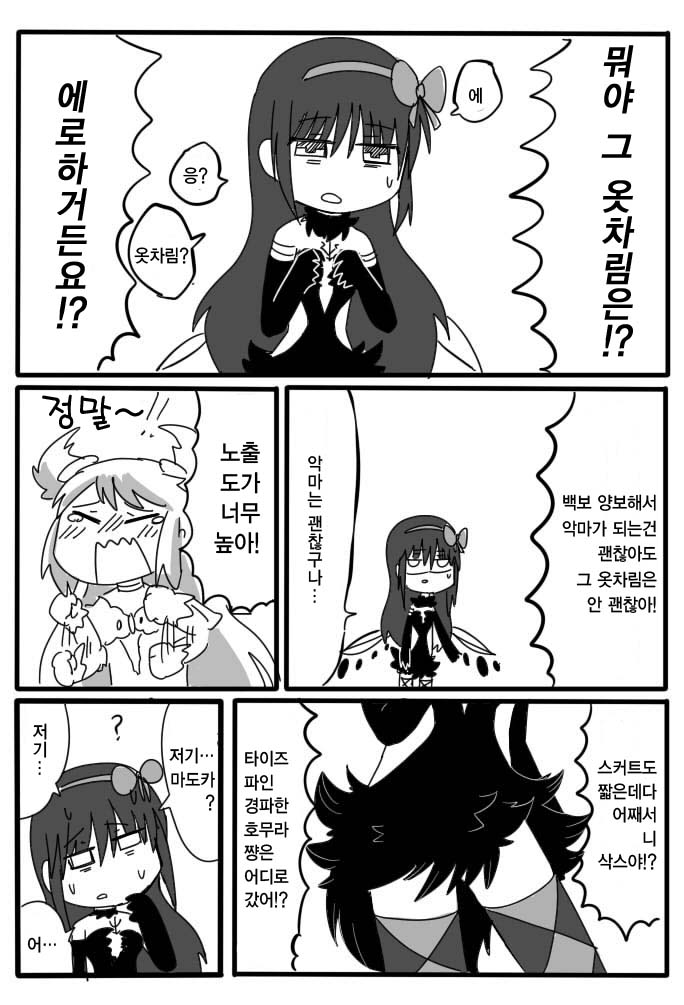 뭐야 그 옷차림은!?
에
에로하거든요!?
응?
옷차림?
백보 양보해서
악마가 되는건
괜찮아도
그 옷차림은
안 괜찮아!
악마는 괜찮구나…
노출
도가
너무
높아!
정말~
스커트도
짧은데다
어째서
니
삭스야!?
타이즈
파인
경파한
호무라
쨩은
어디로
갔어!?
저기…
마도카
?
?
저기…
어…